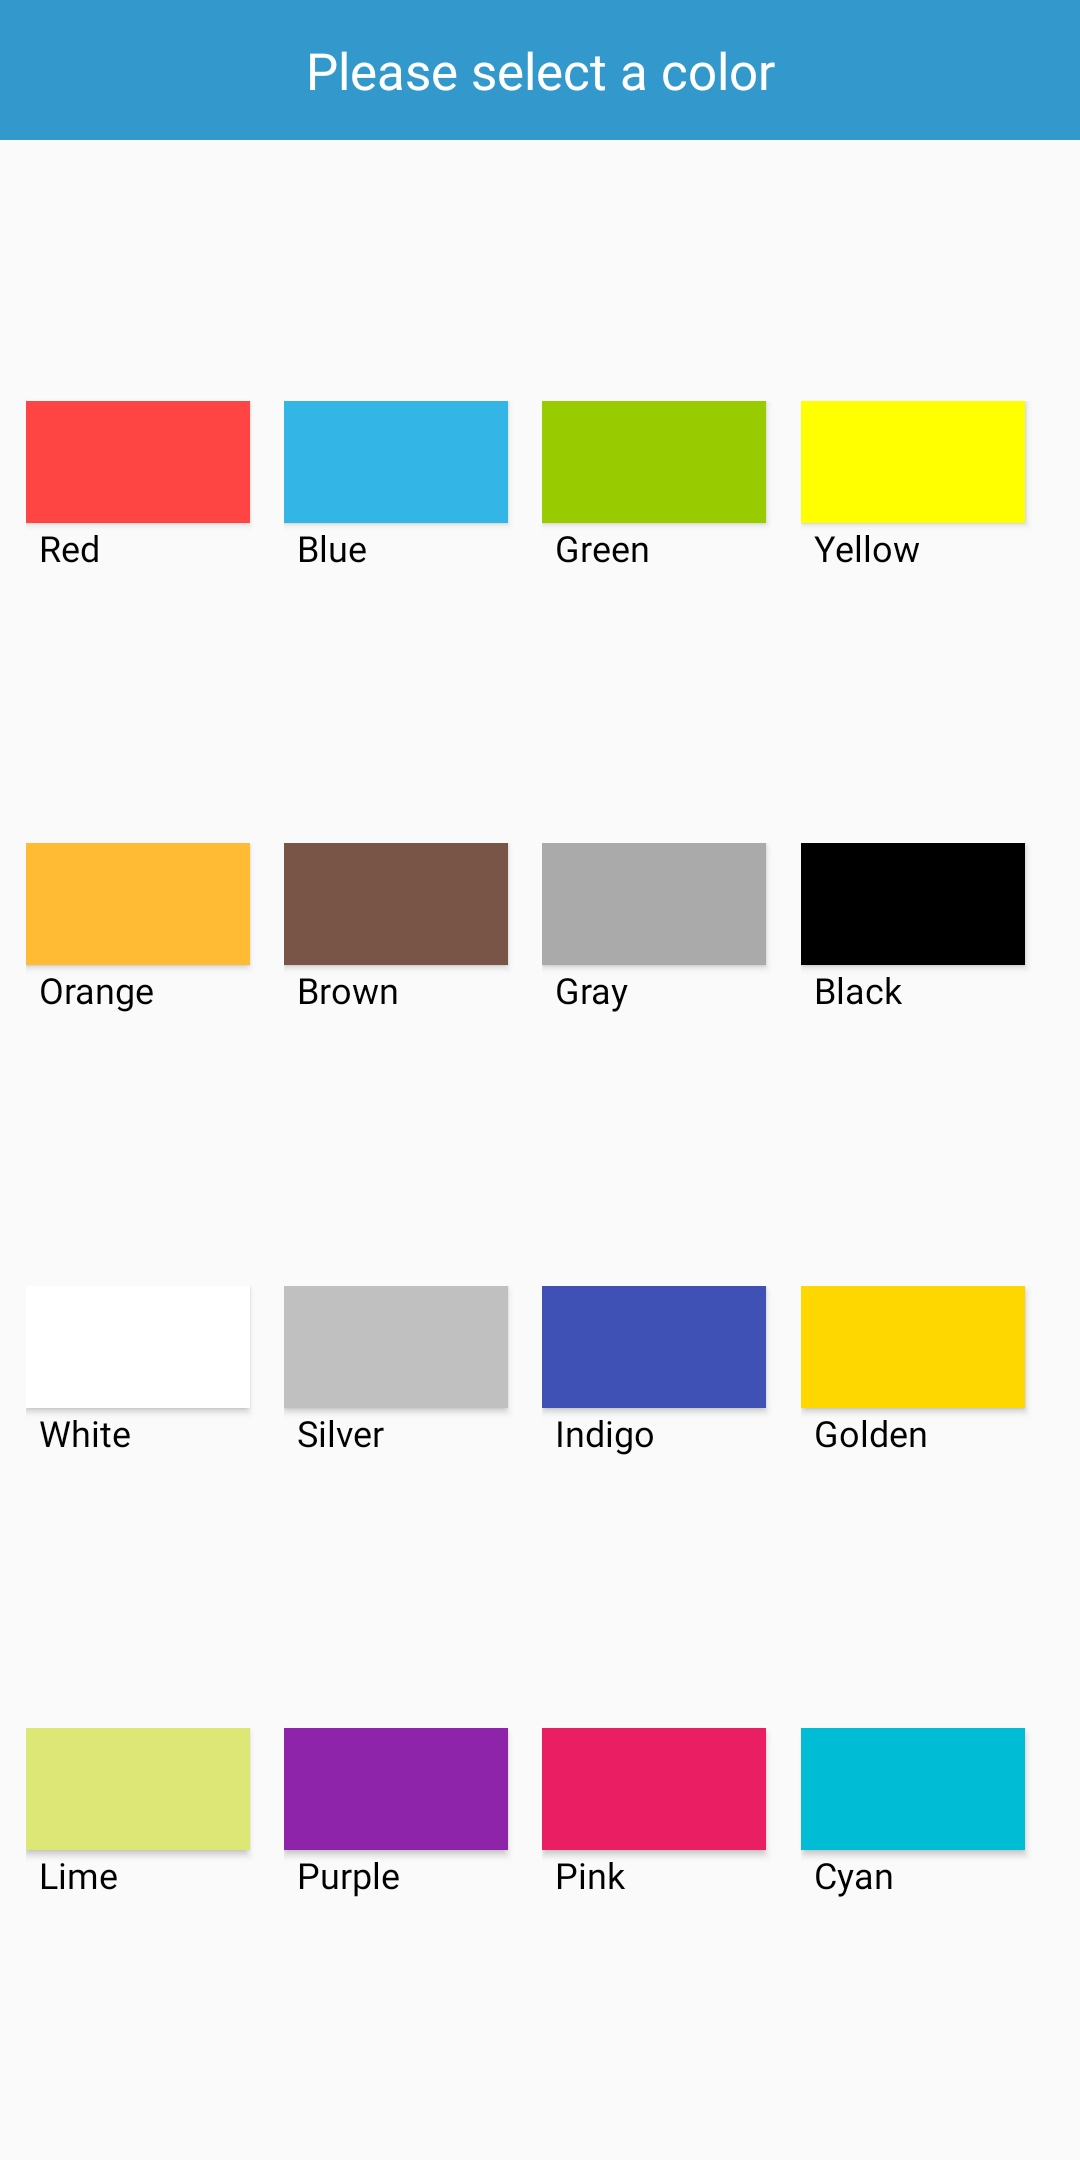 Please select a color
Red Blue Green Yellow
Orange Brown Gray Black
White Silver Indigo Golden
Lime Purple Pink Cyan